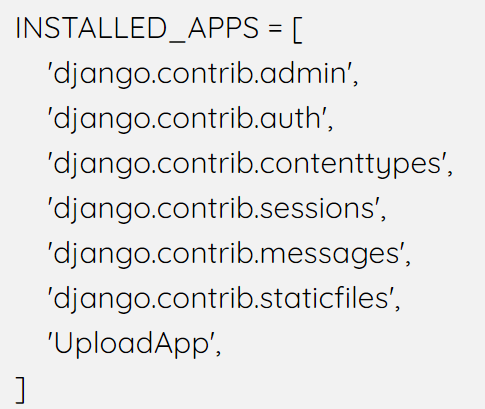 INSTALLED_APPS = [
'django.contrib.admin',
'django.contrib.auth',
'django.contrib.contenttypes',
'django.contrib.sessions',
'django.contrib.messages',
'django.contrib.staticfiles',
'UploadApp',
]